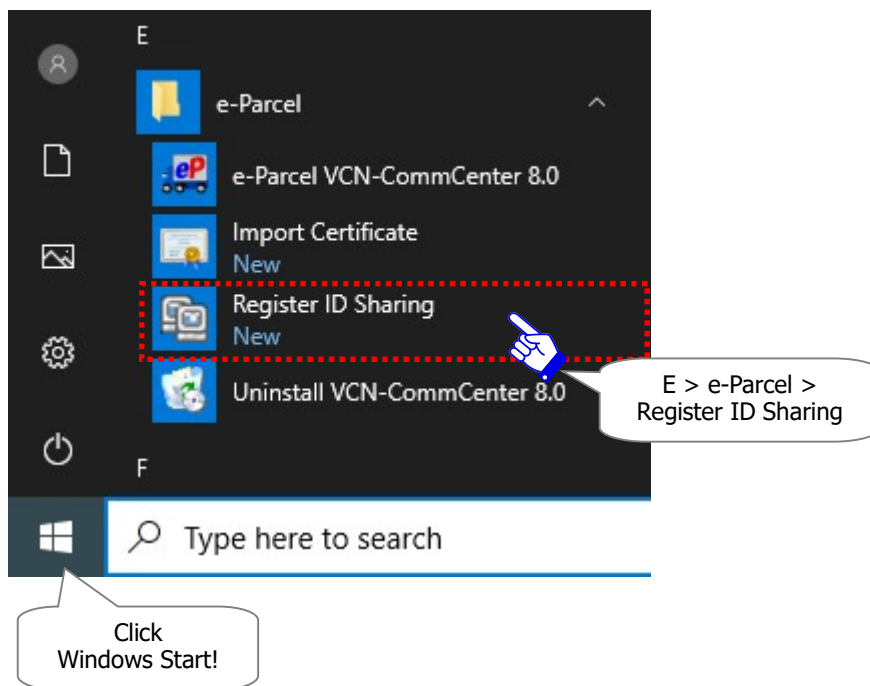 E
e-Parcel
eP
e-Parcel VCN-CommCenter 8.0
Import Certificate
New
Register ID Sharing
New
Uninstall VCN-CommCenter 8.0
E > e-Parcel >
Register ID Sharing
F
Type here to search
Click
Windows Start!